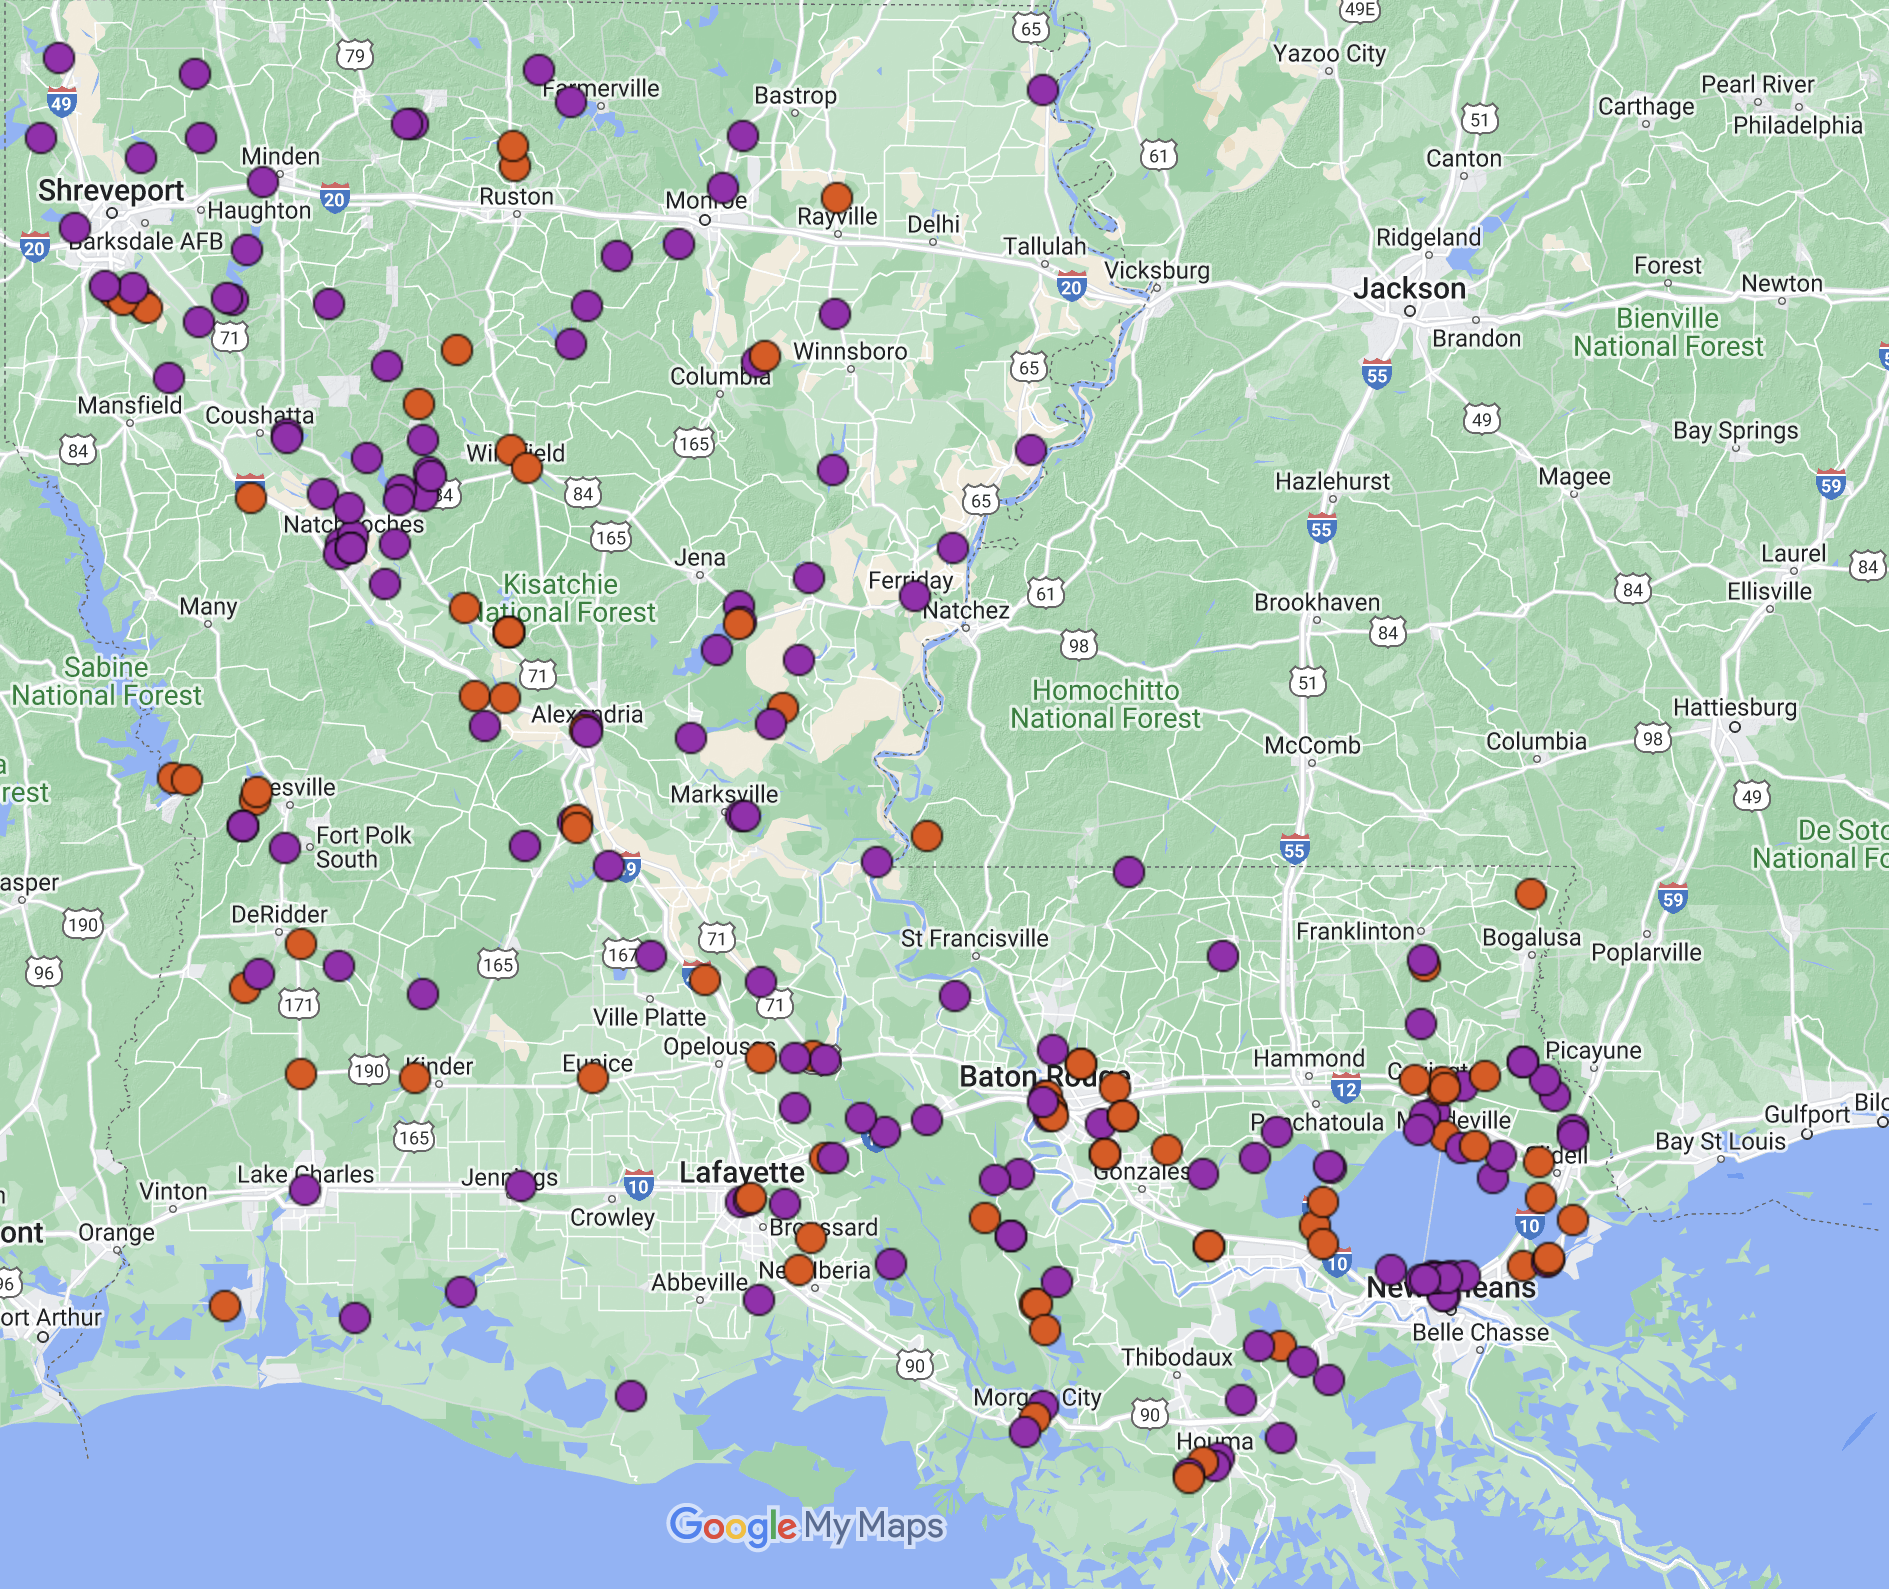 65
49E
Yazoo City
79
Farmerville
Pearl River
49
Bastrop
Carthage
Philadelphia
51
61
Canton
Minden
Shreveport
20
Ruston
Monroe
Haughton
Rayville
Delhi
Ridgeland
20
Barksdale AFB
Tallulah
Vicksburg
Forest
Newton
20
Jackson
Bienville
National Forest
71
Brandon
Winnsboro
65
55
Columbia
Mansfield
Coushatta
49
Bay Springs
84
165
Winnfield
Magee
Hazlehurst
59
84
84
65
Natchitoches
55
165
Jena
Laurel
84
Kisatchie
National Forest
Ferriday
61
84
Ellisville
Many
Natchez
Brookhaven
84
98
Sabine
National Forest
71
51
Homochitto
National Forest
Hattiesburg
Alexandria
98
McComb
Columbia
rest
Leesville
Marksville
49
Fort Polk
South
De Soto
National Fo
55
asper
59
190
DeRidder
Franklinton
Bogalusa
St Francisville
71
167
Poplarville
165
96
171
71
Ville Platte
Opelousas
Picayune
Hammond
190
Kinder
Eunice
Baton Rouge
Covington
12
Ponchatoula
Mandeville
Gulfport
Bilo
165
Bay St Louis
Slidell
Lake Charles
Jennings
10
Lafayette
Gonzales
Vinton
Crowley
Broussard
10
Orange
ont
10
Abbeville
New Iberia
New Orleans
96
ort Arthur
Belle Chasse
Thibodaux
90
Morgan City
90
Houma
Google My Maps